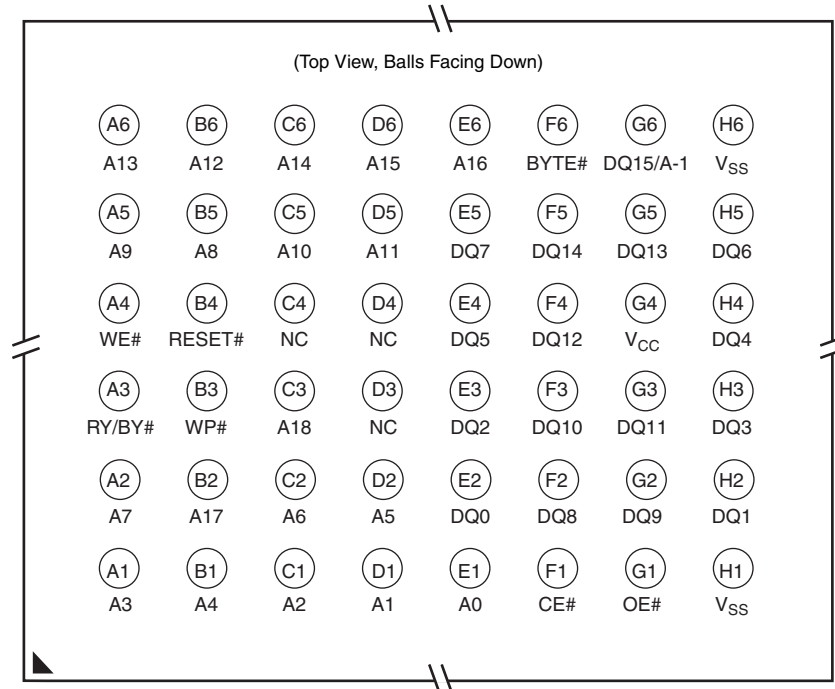 (Top View, Balls Facing Down)
A6 B6 C6 D6 E6 F6 G6 H6
A13 A12 A14 A15 A16 BYTE# DQ15/A-1 VSS
A5 B5 C5 D5 E5 F5 G5 H5
A9 A8 A10 A11 DQ7 DQ14 DQ13 DQ6
A4 B4 C4 D4 E4 F4 G4 H4
WE# RESET# NC NC DQ5 DQ12 VCC DQ4
A3 B3 C3 D3 E3 F3 G3 H3
RY/BY# WP# A18 NC DQ2 DQ10 DQ11 DQ3
A2 B2 C2 D2 E2 F2 G2 H2
A7 A17 A6 A5 DQ0 DQ8 DQ9 DQ1
A1 B1 C1 D1 E1 F1 G1 H1
A3 A4 A2 A1 A0 CE# OE# VSS